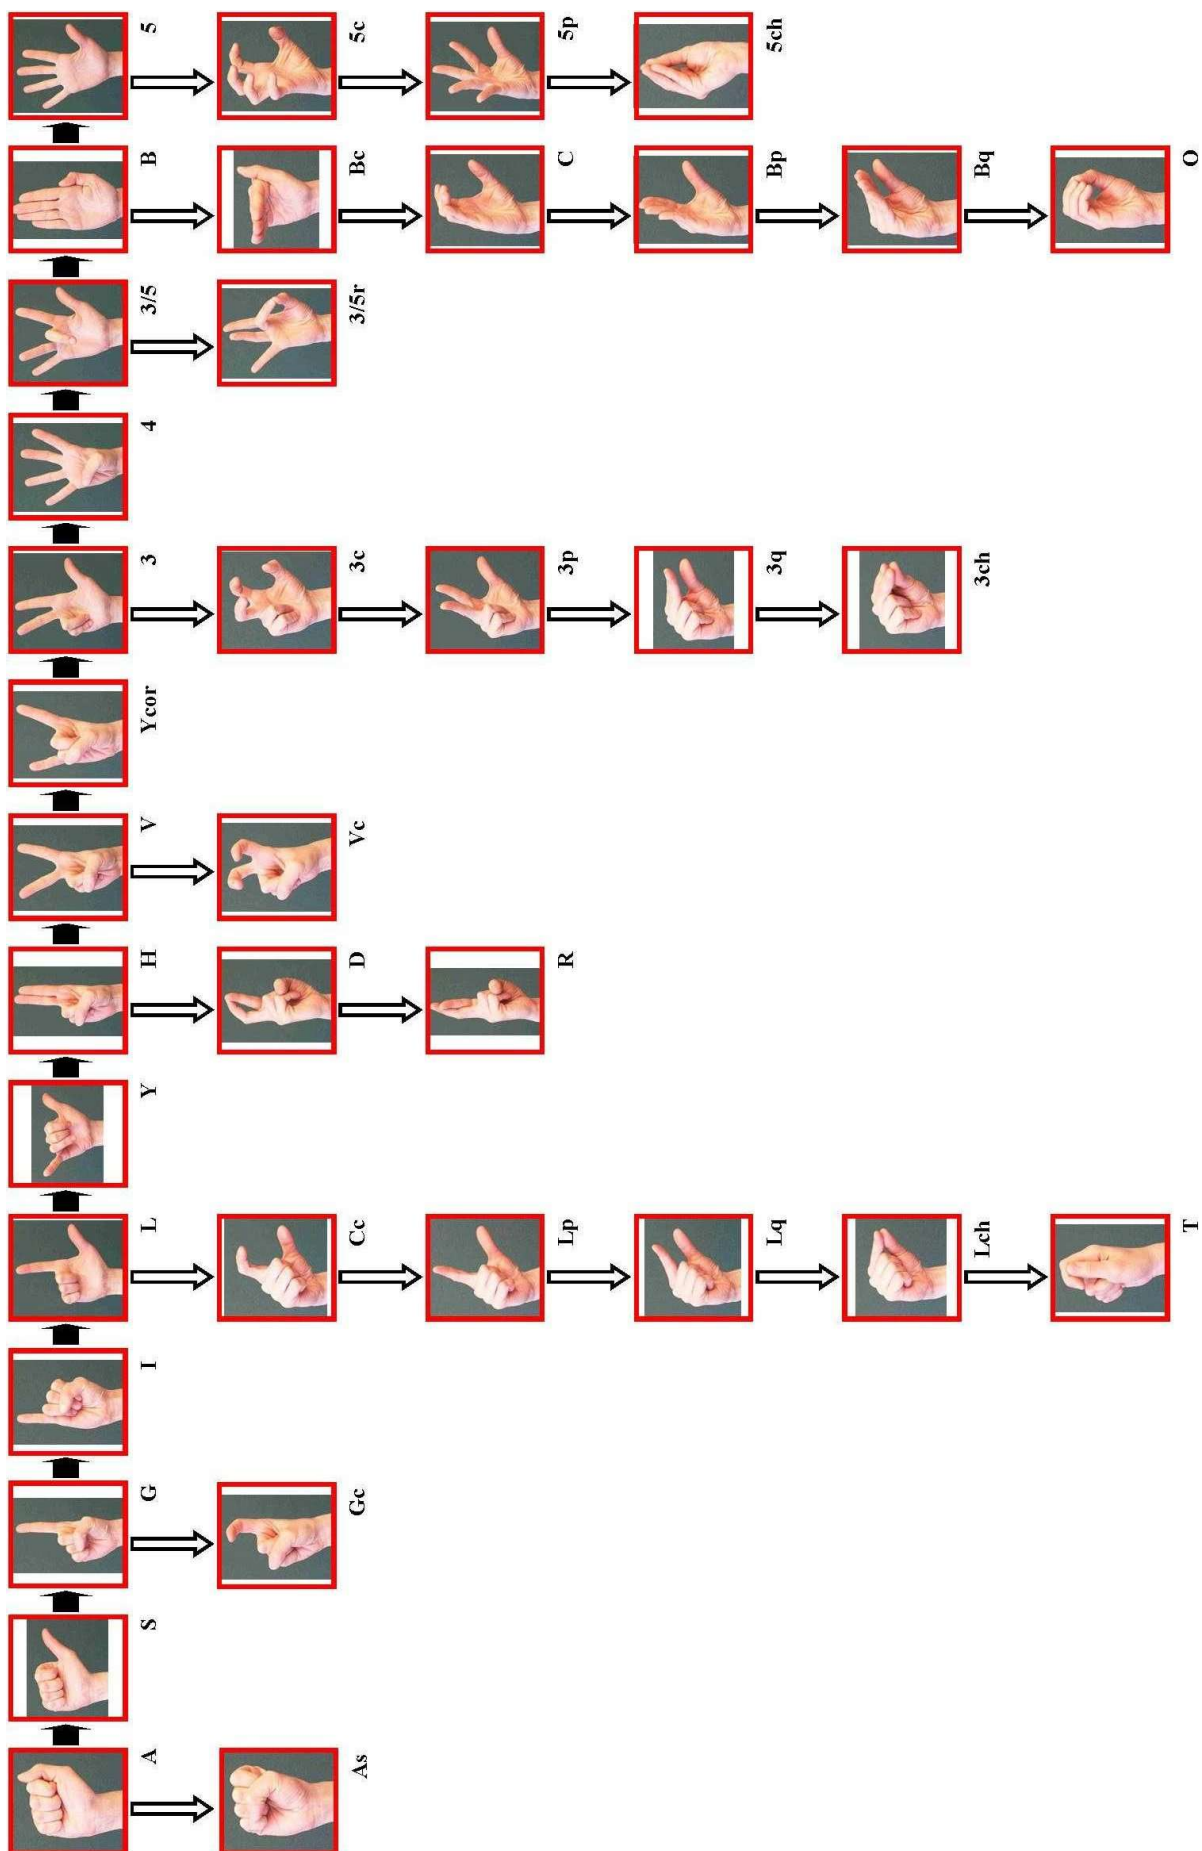 A S G I L Y H V Ycor 3 4 3/5 B 5
As Gc Cc D Vc 3c 3/5r Bc 5c
Lp R 3p C 5p
Lq 3q Bp 5ch
Lch 3ch Bq
T O